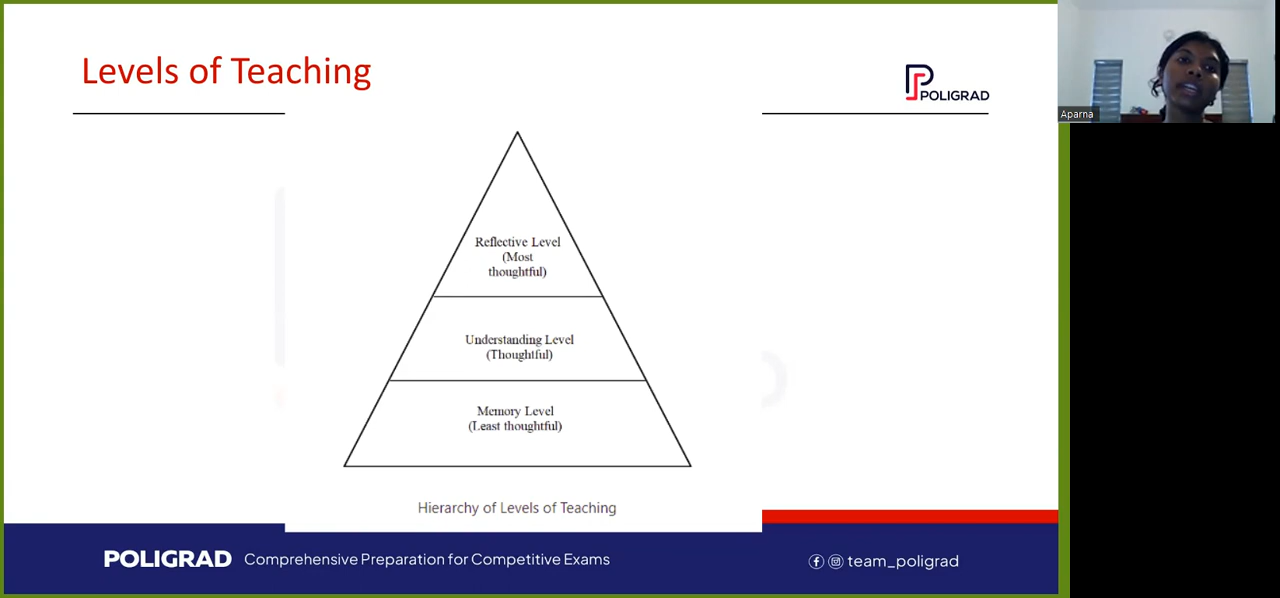 Levels of Teaching
POLIGRAD
Aparna
Reflective Level
(Most
thoughtful)
Understanding Level
(Thoughtful)
Memory Level
(Least thoughtful)
Hierarchy of Levels of Teaching
POLIGRAD Comprehensive Preparation for Competitive Exams
team_poligrad